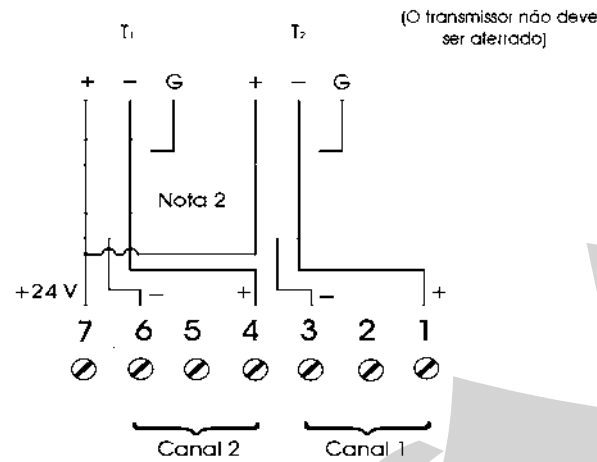 (O transmissor não deve
ser aterrado)
T₁ T₂
+ − G + − G
Nota 2
+24 V − + − +
7 6 5 4 3 2 1
Canal 2 Canal 1